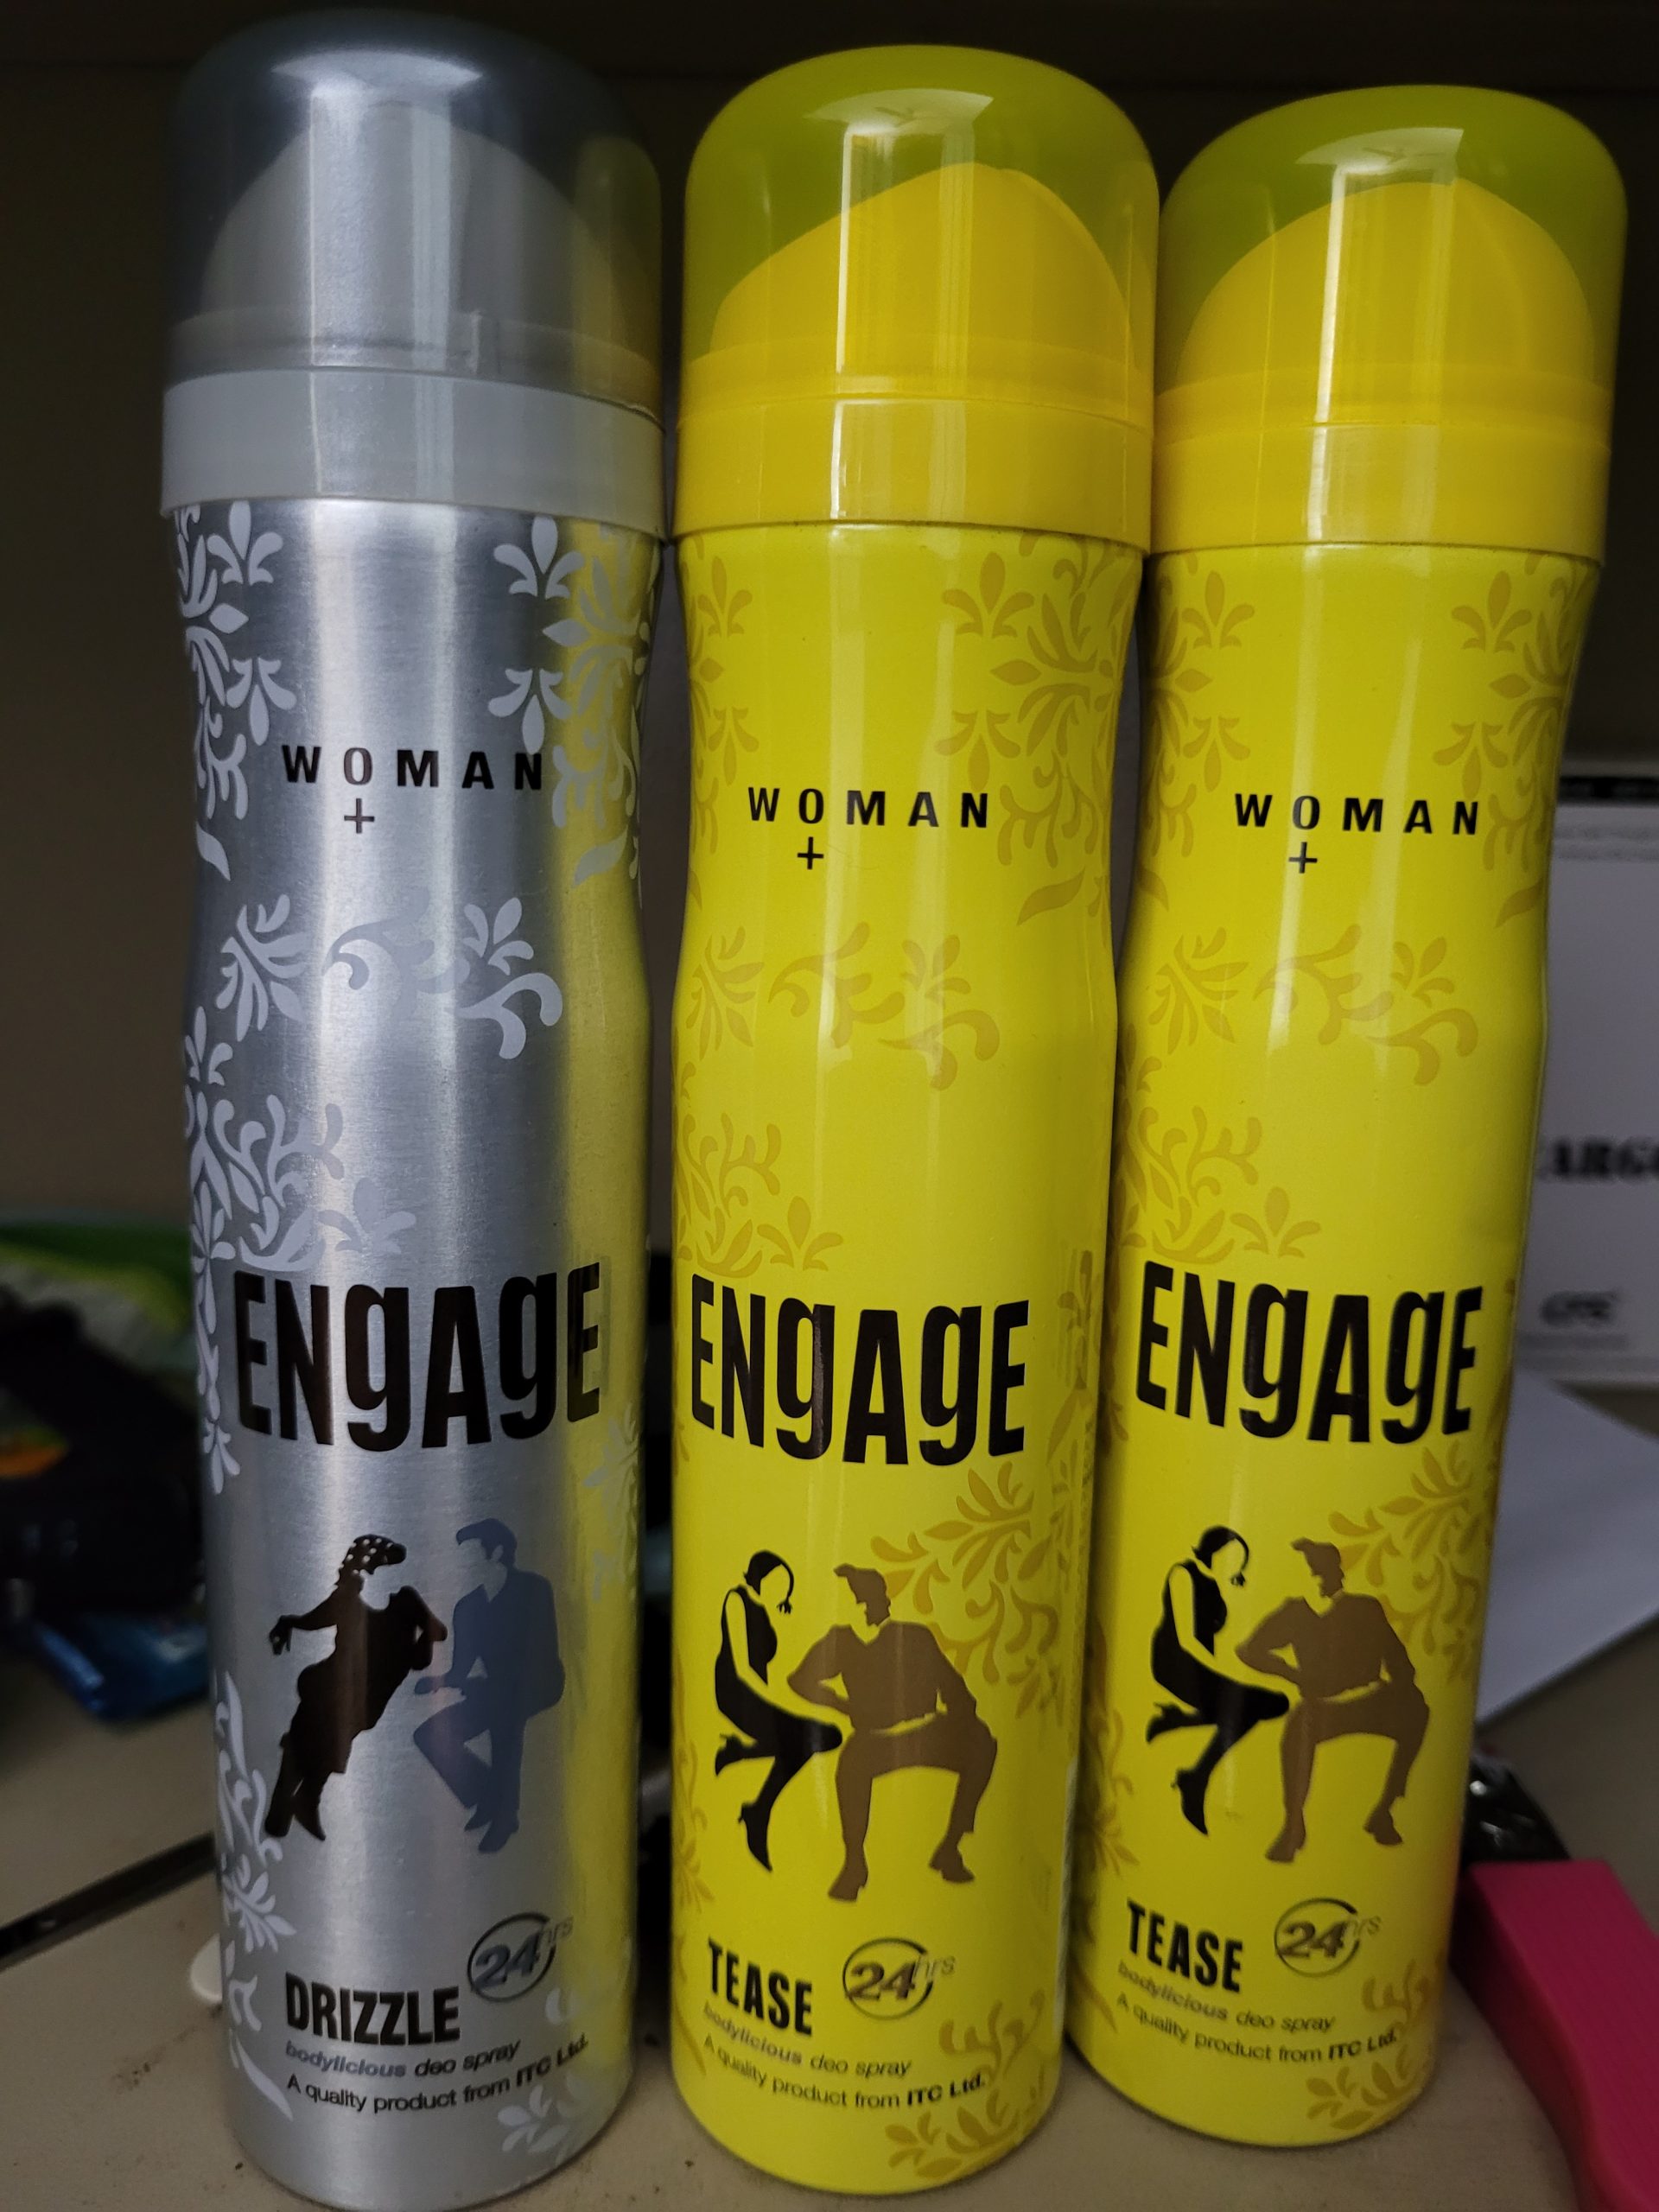 WOMAN
+
ENgAgE
DRIZZLE
24hrs
bodylicious deo spray
A quality product from ITC Ltd.
WOMAN
+
ENgAgE
TEASE
24hrs
bodylicious deo spray
A quality product from ITC Ltd.
WOMAN
+
ENgAgE
TEASE
24hrs
bodylicious deo spray
A quality product from ITC Ltd.